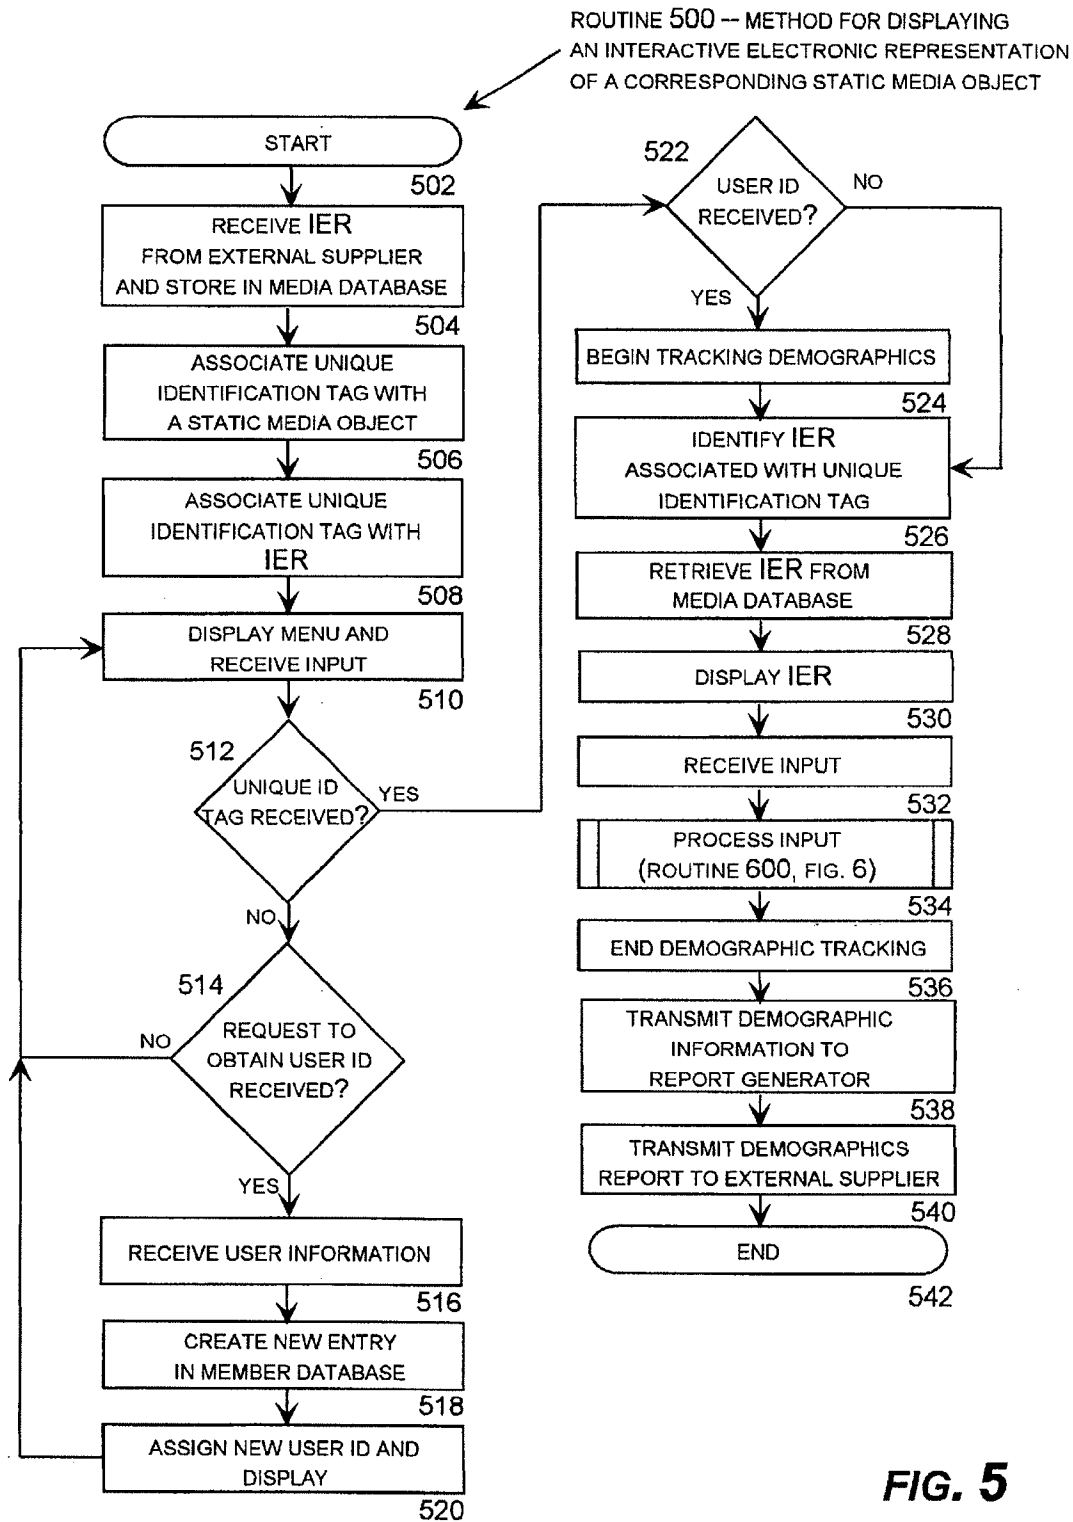 ROUTINE 500 -- METHOD FOR DISPLAYING
AN INTERACTIVE ELECTRONIC REPRESENTATION
OF A CORRESPONDING STATIC MEDIA OBJECT
START
502
RECEIVE IER
FROM EXTERNAL SUPPLIER
AND STORE IN MEDIA DATABASE
504
ASSOCIATE UNIQUE
IDENTIFICATION TAG WITH
A STATIC MEDIA OBJECT
506
ASSOCIATE UNIQUE
IDENTIFICATION TAG WITH
IER
508
DISPLAY MENU AND
RECEIVE INPUT
510
512
UNIQUE ID
TAG RECEIVED?
YES
NO
514
REQUEST TO
OBTAIN USER ID
RECEIVED?
NO
YES
RECEIVE USER INFORMATION
516
CREATE NEW ENTRY
IN MEMBER DATABASE
518
ASSIGN NEW USER ID AND
DISPLAY
520
522
USER ID
RECEIVED?
NO
YES
BEGIN TRACKING DEMOGRAPHICS
524
IDENTIFY IER
ASSOCIATED WITH UNIQUE
IDENTIFICATION TAG
526
RETRIEVE IER FROM
MEDIA DATABASE
528
DISPLAY IER
530
RECEIVE INPUT
532
PROCESS INPUT
(ROUTINE 600, FIG. 6)
534
END DEMOGRAPHIC TRACKING
536
TRANSMIT DEMOGRAPHIC
INFORMATION TO
REPORT GENERATOR
538
TRANSMIT DEMOGRAPHICS
REPORT TO EXTERNAL SUPPLIER
540
END
542
FIG. 5